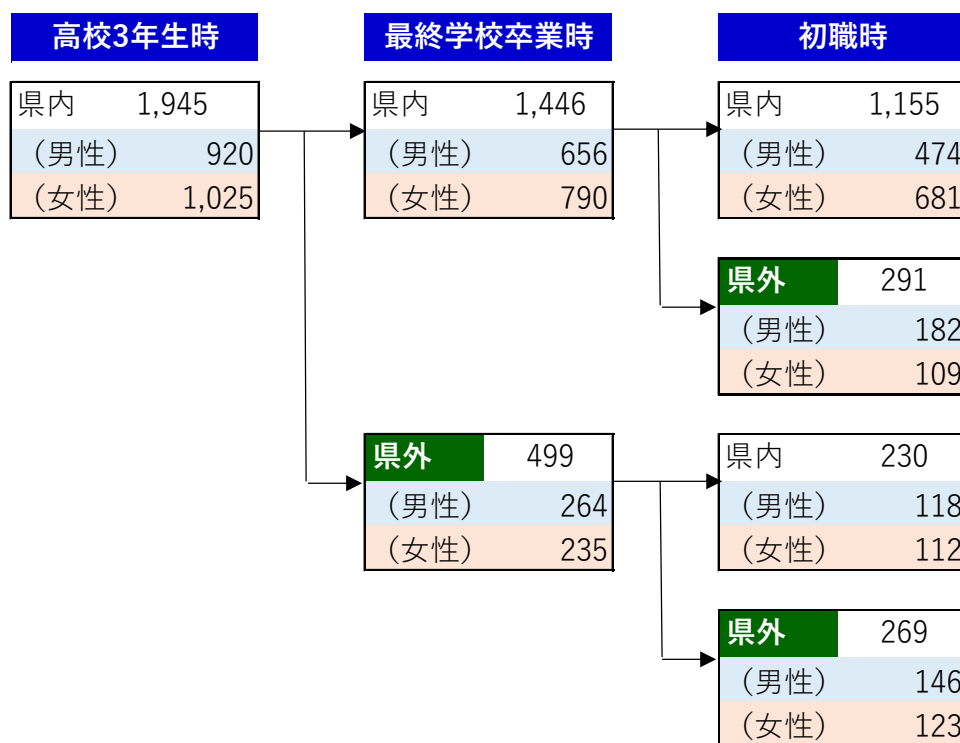 高校3年生時
最終学校卒業時
初職時
県内 1,945
（男性） 920
（女性） 1,025
県内 1,446
（男性） 656
（女性） 790
県内 1,155
（男性） 474
（女性） 681
県外 291
（男性） 182
（女性） 109
県外 499
（男性） 264
（女性） 235
県内 230
（男性） 118
（女性） 112
県外 269
（男性） 146
（女性） 123